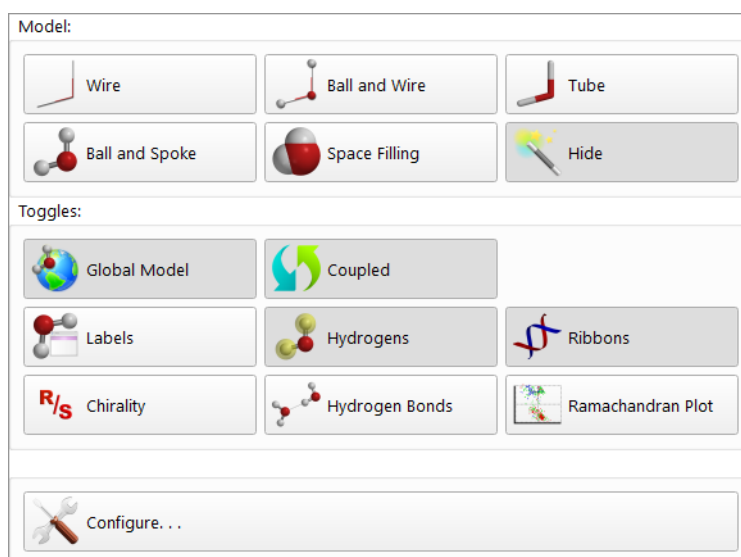 Model:
Wire
Ball and Wire
Tube
Ball and Spoke
Space Filling
Hide
Toggles:
Global Model
Coupled
Labels
Hydrogens
Ribbons
R/S
Chirality
Hydrogen Bonds
Ramachandran Plot
Configure. . .